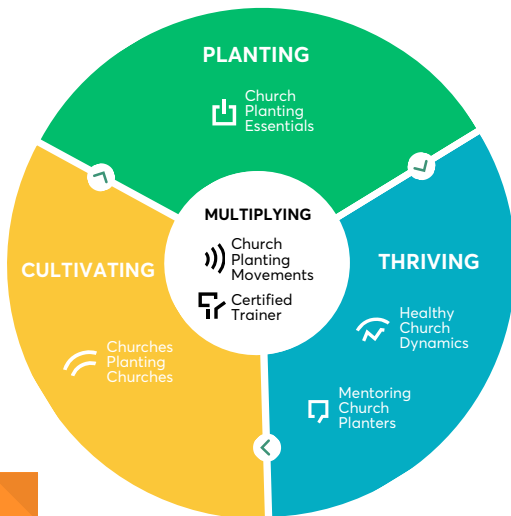 PLANTING
Church
Planting
Essentials
MULTIPLYING
Church
Planting
Movements
Certified
Trainer
THRIVING
Healthy
Church
Dynamics
Mentoring
Church
Planters
CULTIVATING
Churches
Planting
Churches